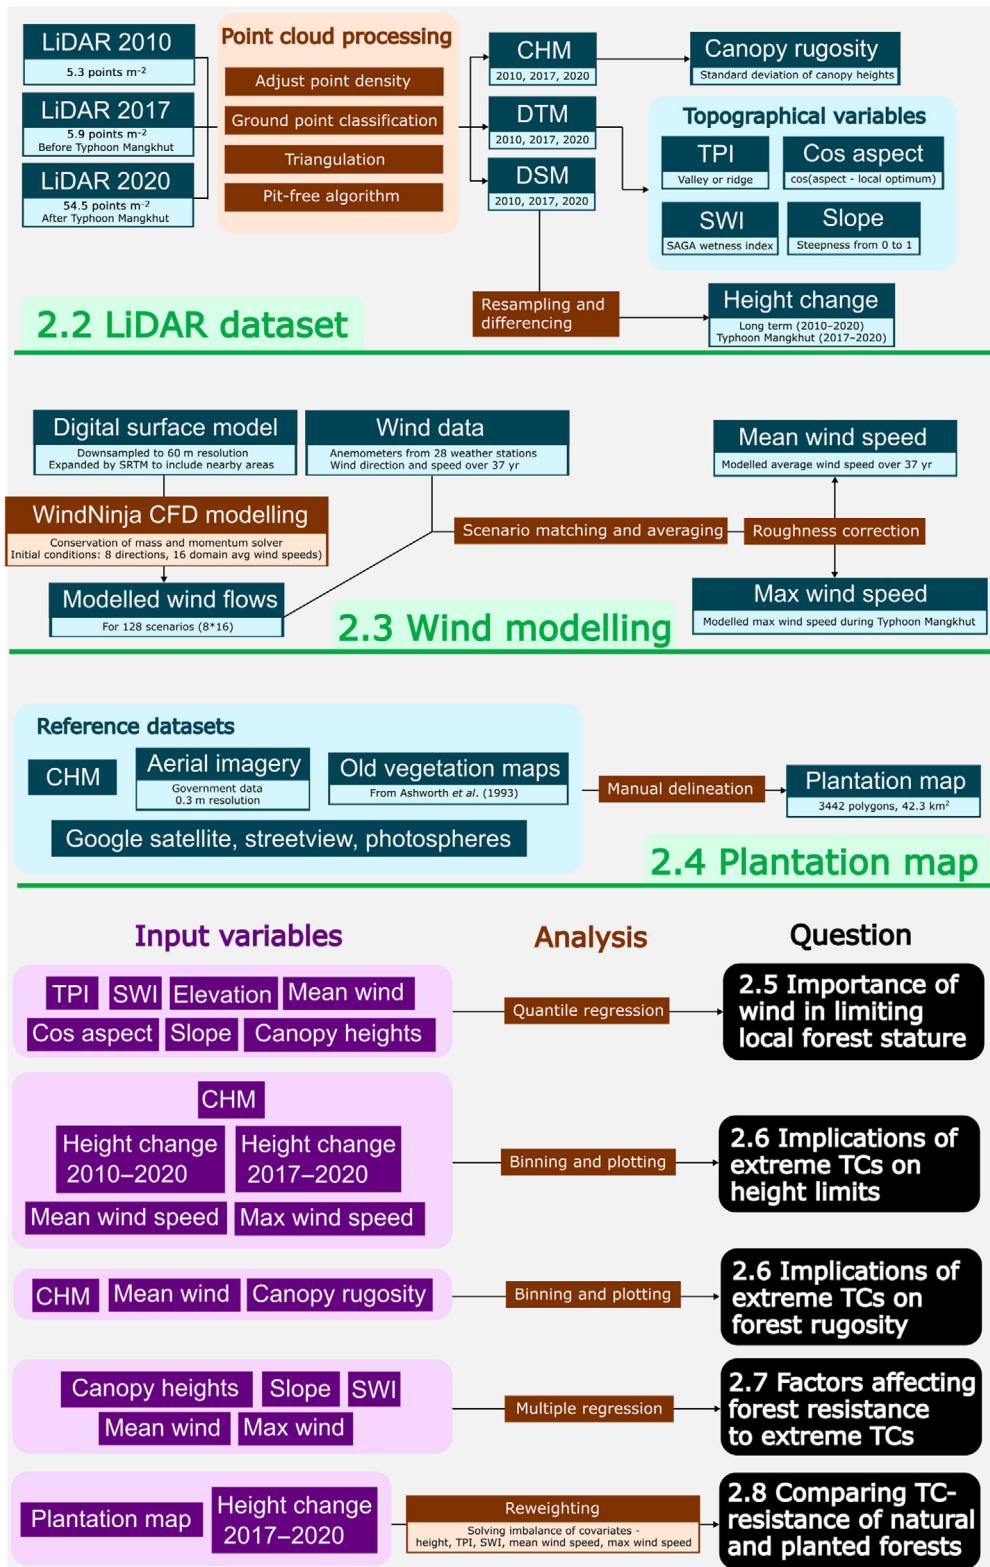 LiDAR 2010
5.3 points m⁻²
LiDAR 2017
5.9 points m⁻²
Before Typhoon Mangkhut
LiDAR 2020
54.5 points m⁻²
After Typhoon Mangkhut
Point cloud processing
Adjust point density
Ground point classification
Triangulation
Pit-free algorithm
CHM
2010, 2017, 2020
DTM
2010, 2017, 2020
DSM
2010, 2017, 2020
Canopy rugosity
Standard deviation of canopy heights
Topographical variables
TPI
Valley or ridge
Cos aspect
cos(aspect - local optimum)
SWI
SAGA wetness index
Slope
Steepness from 0 to 1
Resampling and
differencing
Height change
Long term (2010–2020)
Typhoon Mangkhut (2017–2020)
2.2 LiDAR dataset
Digital surface model
Downsampled to 60 m resolution
Expanded by SRTM to include nearby areas
Wind data
Anemometers from 28 weather stations
Wind direction and speed over 37 yr
WindNinja CFD modelling
Conservation of mass and momentum solver
Initial conditions: 8 directions, 16 domain avg wind speeds)
Modelled wind flows
For 128 scenarios (8*16)
Scenario matching and averaging
Roughness correction
Mean wind speed
Modelled average wind speed over 37 yr
Max wind speed
Modelled max wind speed during Typhoon Mangkhut
2.3 Wind modelling
Reference datasets
CHM
Aerial imagery
Government data
0.3 m resolution
Old vegetation maps
From Ashworth et al. (1993)
Google satellite, streetview, photospheres
Manual delineation
Plantation map
3442 polygons, 42.3 km²
2.4 Plantation map
Input variables
Analysis
Question
TPI
SWI
Elevation
Mean wind
Cos aspect
Slope
Canopy heights
Quantile regression
2.5 Importance of
wind in limiting
local forest stature
CHM
Height change
2010–2020
Height change
2017–2020
Mean wind speed
Max wind speed
Binning and plotting
2.6 Implications of
extreme TCs on
height limits
CHM
Mean wind
Canopy rugosity
Binning and plotting
2.6 Implications of
extreme TCs on
forest rugosity
Canopy heights
Slope
SWI
Mean wind
Max wind
Multiple regression
2.7 Factors affecting
forest resistance
to extreme TCs
Plantation map
Height change
2017–2020
Reweighting
Solving imbalance of covariates -
height, TPI, SWI, mean wind speed, max wind speed
2.8 Comparing TC-
resistance of natural
and planted forests